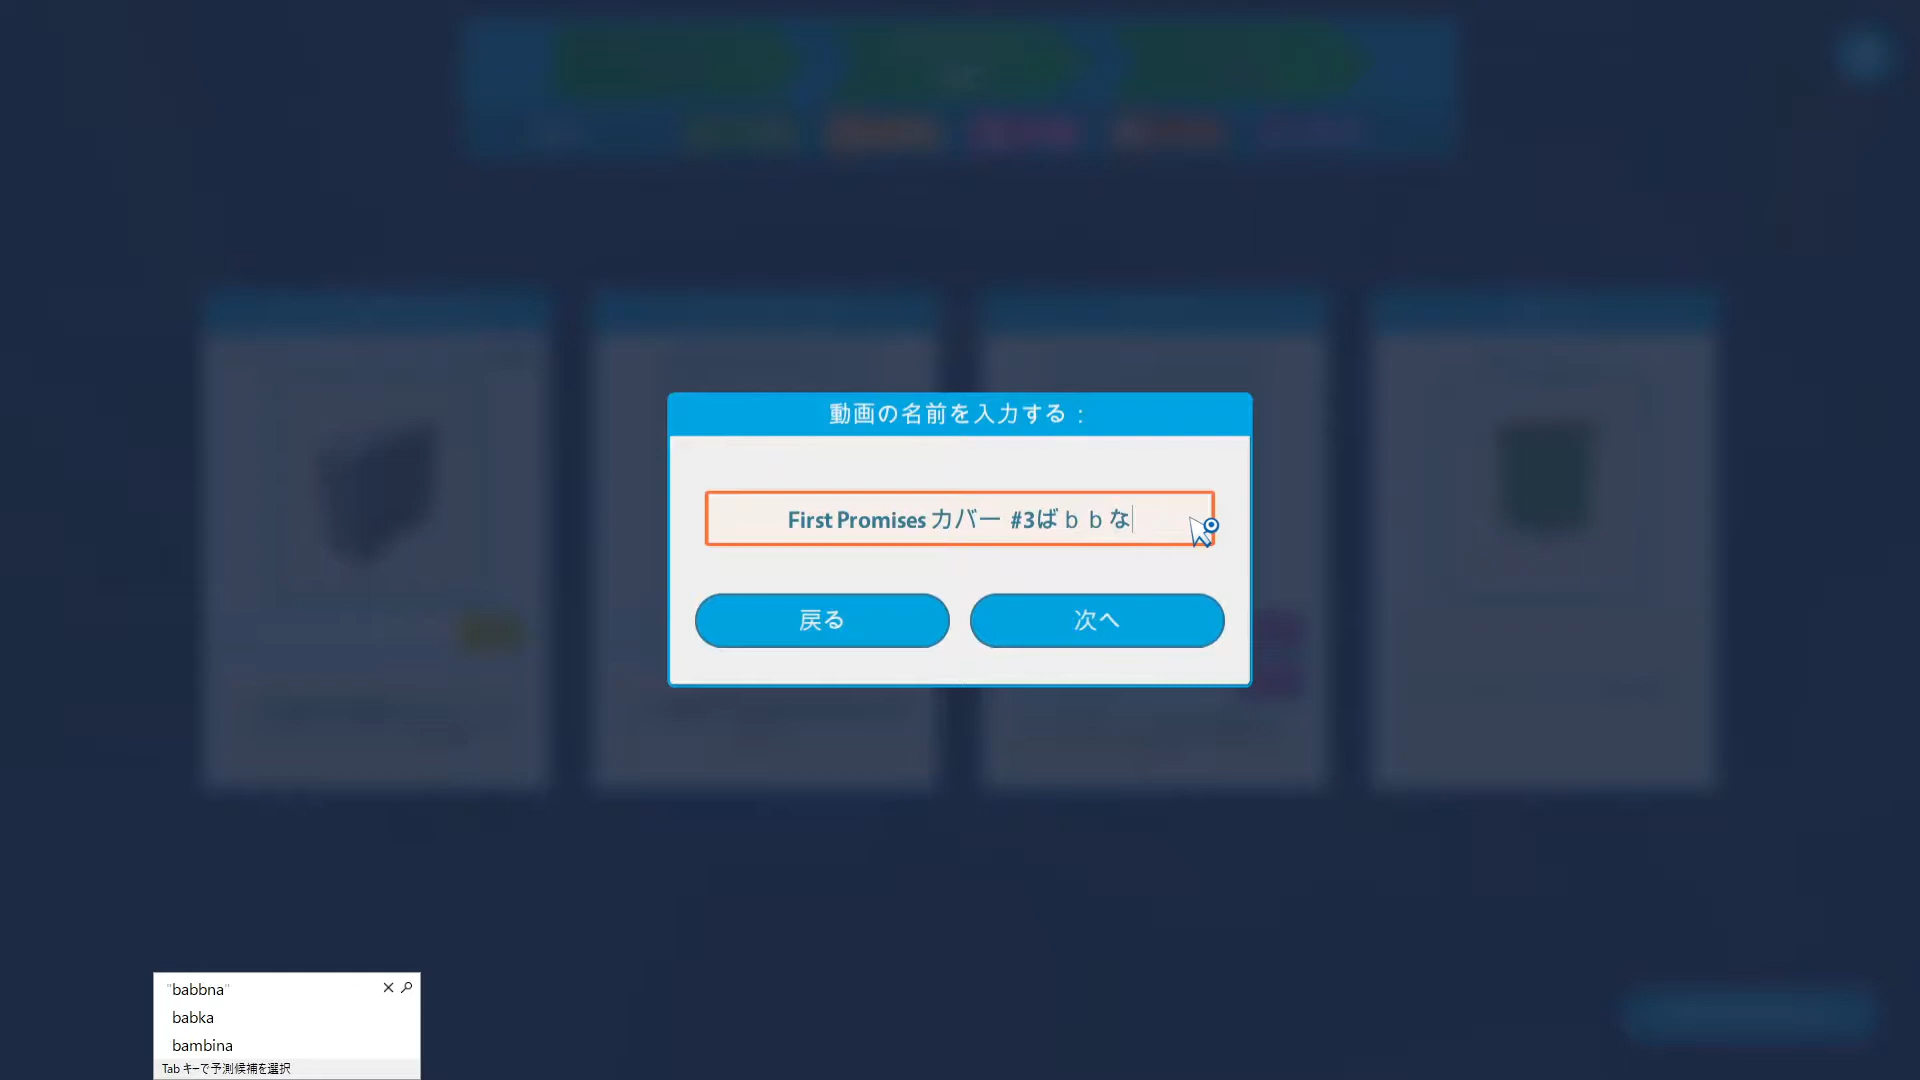 動画の名前を入力する：
First Promises カバー #3ばｂｂな
戻る
次へ
"babbna"
babka
bambina
Tab キーで予測候補を選択